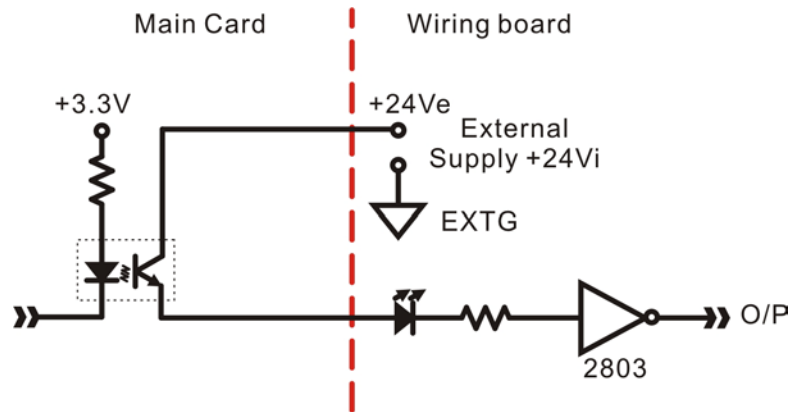 Main Card
Wiring board
+3.3V
+24Ve
External
Supply +24Vi
EXTG
O/P
2803